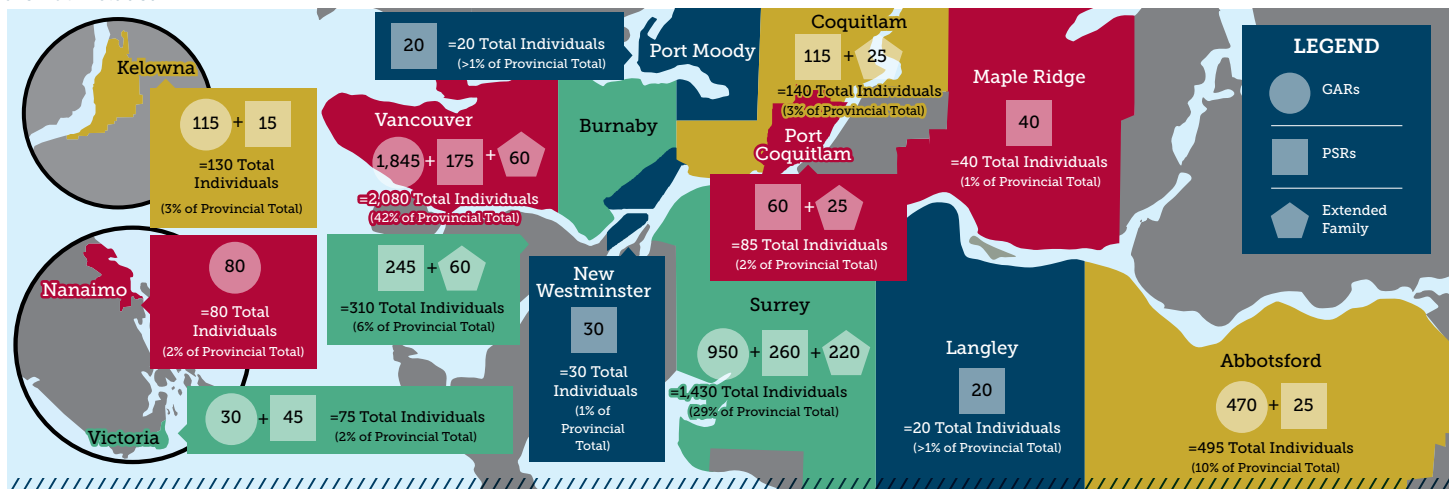 Kelowna
115 + 15
=130 Total
Individuals
(3% of Provincial Total)
Nanaimo
80
=80 Total
Individuals
(2% of Provincial Total)
Victoria
30 + 45
=75 Total Individuals
(2% of Provincial Total)
Vancouver
1,845 + 175 + 60
=2,080 Total Individuals
(42% of Provincial Total)
20
=20 Total Individuals
(>1% of Provincial Total)
Port Moody
Burnaby
245 + 60
=310 Total Individuals
(6% of Provincial Total)
New
Westminster
30
=30 Total
Individuals
(1% of
Provincial
Total)
Coquitlam
115 + 25
=140 Total Individuals
(3% of Provincial Total)
Port
Coquitlam
60 + 25
=85 Total Individuals
(2% of Provincial Total)
Maple Ridge
40
=40 Total Individuals
(1% of Provincial Total)
Surrey
950 + 260 + 220
=1,430 Total Individuals
(29% of Provincial Total)
Langley
20
=20 Total Individuals
(>1% of Provincial Total)
Abbotsford
470 + 25
=495 Total Individuals
(10% of Provincial Total)
LEGEND
GARs
PSRs
Extended
Family